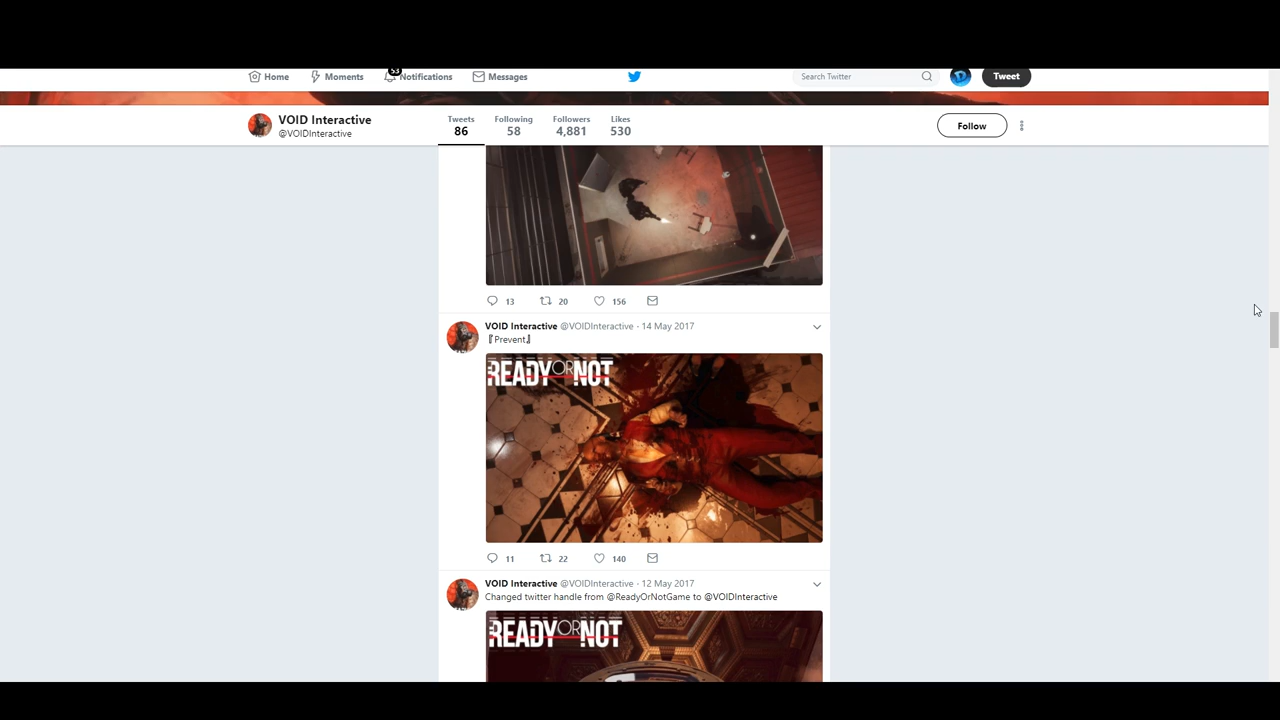 Home
Moments
53
Notifications
Messages
Search Twitter
Tweet
VOID Interactive
@VOIDInteractive
Tweets
86
Following
58
Followers
4,881
Likes
530
Follow
13
20
156
VOID Interactive @VOIDInteractive · 14 May 2017
『Prevent』
READY OR NOT
11
22
140
VOID Interactive @VOIDInteractive · 12 May 2017
Changed twitter handle from @ReadyOrNotGame to @VOIDInteractive
READY OR NOT